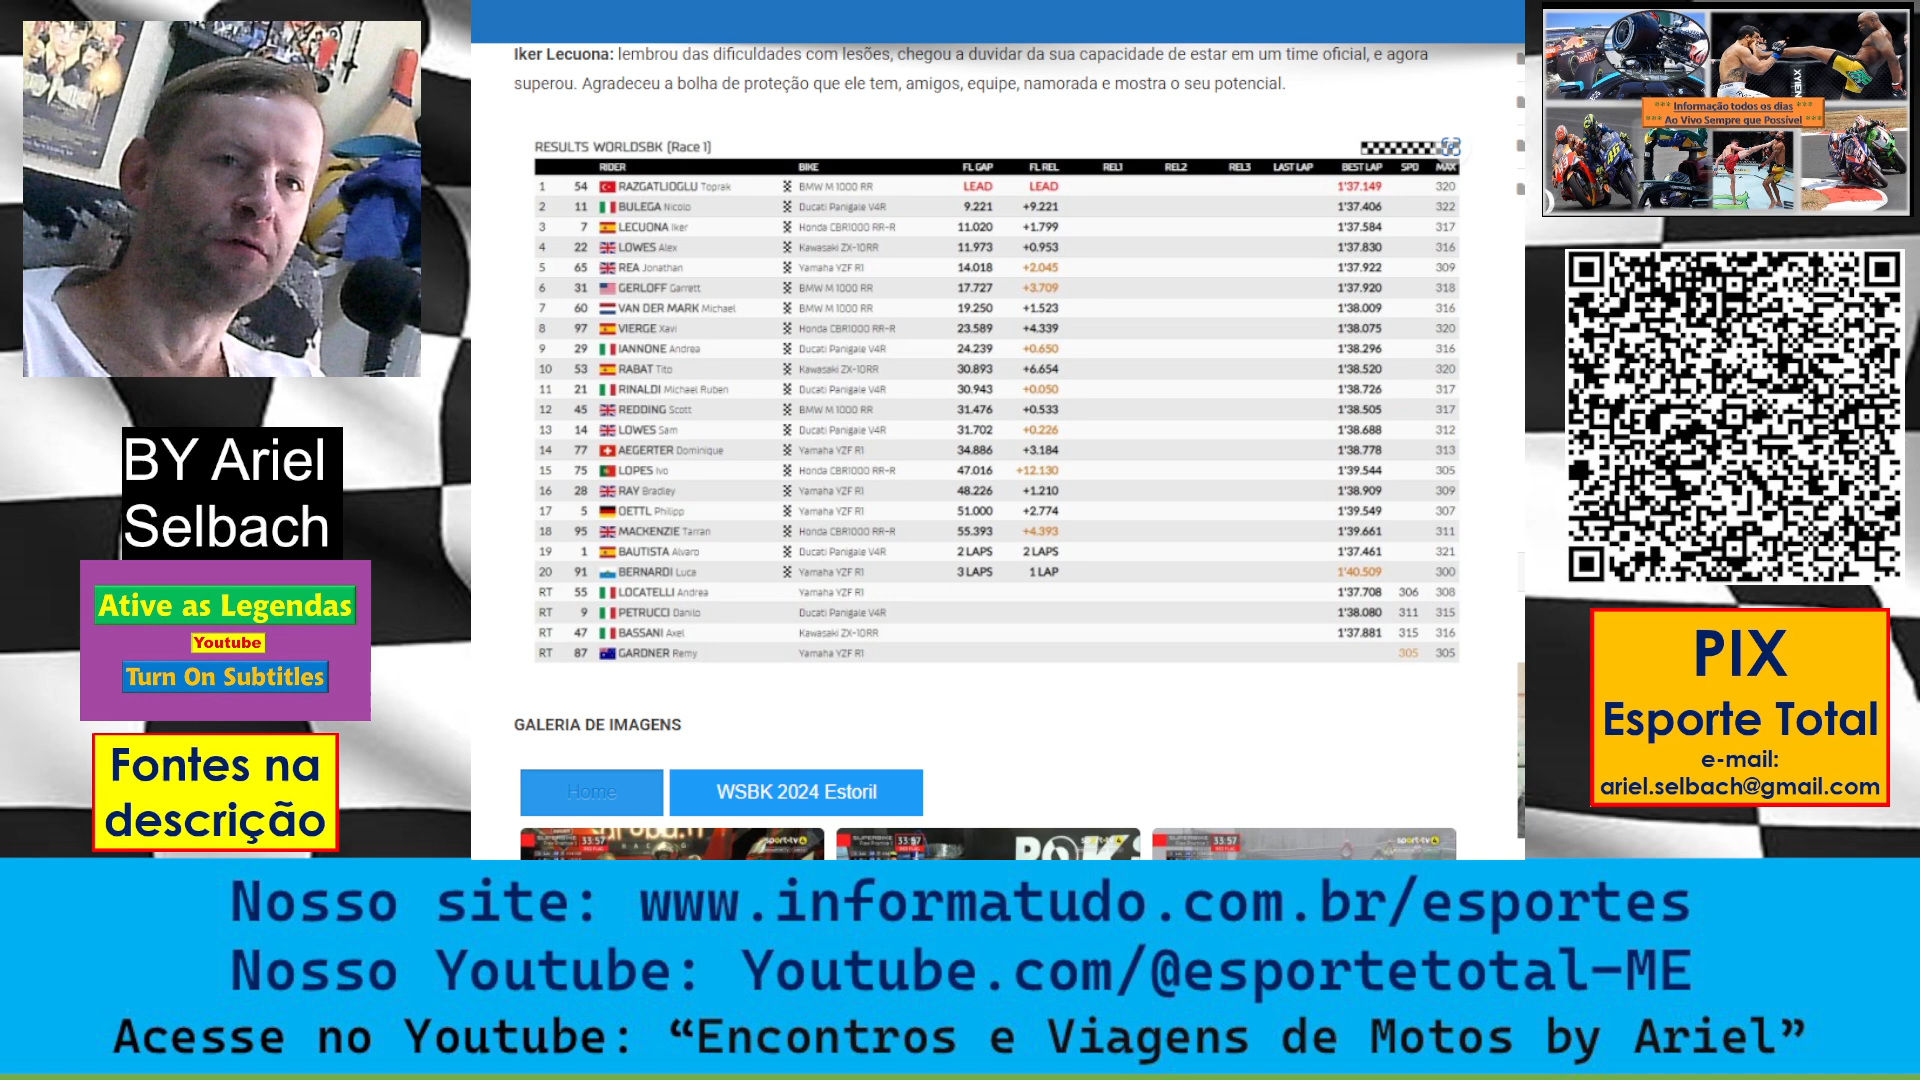 Iker Lecuona: lembrou das dificuldades com lesões, chegou a duvidar da sua capacidade de estar em um time oficial, e agora
superou. Agradeceu a bolha de proteção que ele tem, amigos, equipe, namorada e mostra o seu potencial.
RESULTS WORLDSBK (Race 1)
RIDER BIKE FL GAP FL REL REL1 REL2 REL3 LAST LAP BEST LAP SPD MAX
1 54 RAZGATLIOGLU Toprak BMW M 1000 RR LEAD LEAD 1'37.149 320
2 11 BULEGA Nicolo Ducati Panigale V4R 9.221 +9.221 1'37.406 322
3 7 LECUONA Iker Honda CBR1000 RR-R 11.020 +1.799 1'37.584 317
4 22 LOWES Alex Kawasaki ZX-10RR 11.973 +0.953 1'37.830 316
5 65 REA Jonathan Yamaha YZF R1 14.018 +2.045 1'37.922 309
6 31 GERLOFF Garrett BMW M 1000 RR 17.727 +3.709 1'37.920 318
7 60 VAN DER MARK Michael BMW M 1000 RR 19.250 +1.523 1'38.009 316
8 97 VIERGE Xavi Honda CBR1000 RR-R 23.589 +4.339 1'38.075 320
9 29 IANNONE Andrea Ducati Panigale V4R 24.239 +0.650 1'38.296 316
10 53 RABAT Tito Kawasaki ZX-10RR 30.893 +6.654 1'38.520 320
11 21 RINALDI Michael Ruben Ducati Panigale V4R 30.943 +0.050 1'38.726 317
12 45 REDDING Scott BMW M 1000 RR 31.476 +0.533 1'38.505 317
13 14 LOWES Sam Ducati Panigale V4R 31.702 +0.226 1'38.688 312
14 77 AEGERTER Dominique Yamaha YZF R1 34.886 +3.184 1'38.778 313
15 75 LOPES Ivo Honda CBR1000 RR-R 47.016 +12.130 1'39.544 305
16 28 RAY Bradley Yamaha YZF R1 48.226 +1.210 1'38.909 309
17 5 OETTL Philipp Yamaha YZF R1 51.000 +2.774 1'39.549 307
18 95 MACKENZIE Tarran Honda CBR1000 RR-R 55.393 +4.393 1'39.661 311
19 1 BAUTISTA Alvaro Ducati Panigale V4R 2 LAPS 2 LAPS 1'37.461 321
20 91 BERNARDI Luca Yamaha YZF R1 3 LAPS 1 LAP 1'40.509 300
RT 55 LOCATELLI Andrea Yamaha YZF R1 1'37.708 306 308
RT 9 PETRUCCI Danilo Ducati Panigale V4R 1'38.080 311 315
RT 47 BASSANI Axel Kawasaki ZX-10RR 1'37.881 315 316
RT 87 GARDNER Remy Yamaha YZF R1 305 305
GALERIA DE IMAGENS
Home
WSBK 2024 Estoril
33:57 sport-tv4
33:57 sport-tv4
33:57 sport-tv4
BY Ariel
Selbach
Ative as Legendas
Youtube
Turn On Subtitles
Fontes na
descrição
*** Informação todos os dias ***
*** Ao Vivo Sempre que Possível ***
PIX
Esporte Total
e-mail:
ariel.selbach@gmail.com
Nosso site: www.informatudo.com.br/esportes
Nosso Youtube: Youtube.com/@esportetotal-ME
Acesse no Youtube: “Encontros e Viagens de Motos by Ariel”